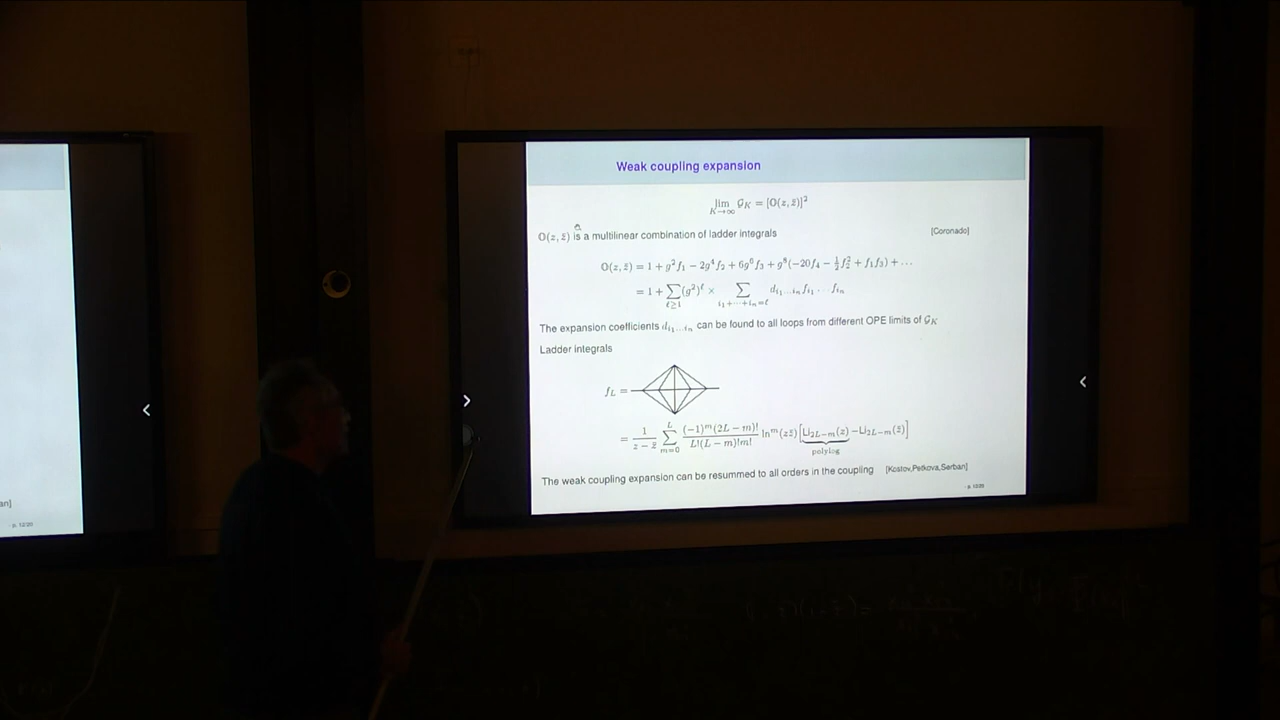 Weak coupling expansion
lim K→∞ 𝒢_K = [𝕆(z, z̄)]²
𝕆(z, z̄) is a multilinear combination of ladder integrals [Coronado]
𝕆(z, z̄) = 1 + g²f₁ − 2g⁴f₂ + 6g⁶f₃ + g⁸(−20f₄ − ½f₂² + f₁f₃) + …
= 1 + ∑_{ℓ≥1} (g²)^ℓ × ∑_{i₁+⋯+iₙ=ℓ} d_{i₁…iₙ} f_{i₁} … f_{iₙ}
The expansion coefficients d_{i₁…iₙ} can be found to all loops from different OPE limits of 𝒢_K
Ladder integrals
f_L =
= 1/(z − z̄) ∑_{m=0}^{L} (−1)^m (2L − m)! / (L!(L − m)!m!) ln^m(zz̄) [Li_{2L−m}(z) − Li_{2L−m}(z̄)]
polylog
The weak coupling expansion can be resummed to all orders in the coupling [Kostov,Petkova,Serban]
an]
- p. 12/20